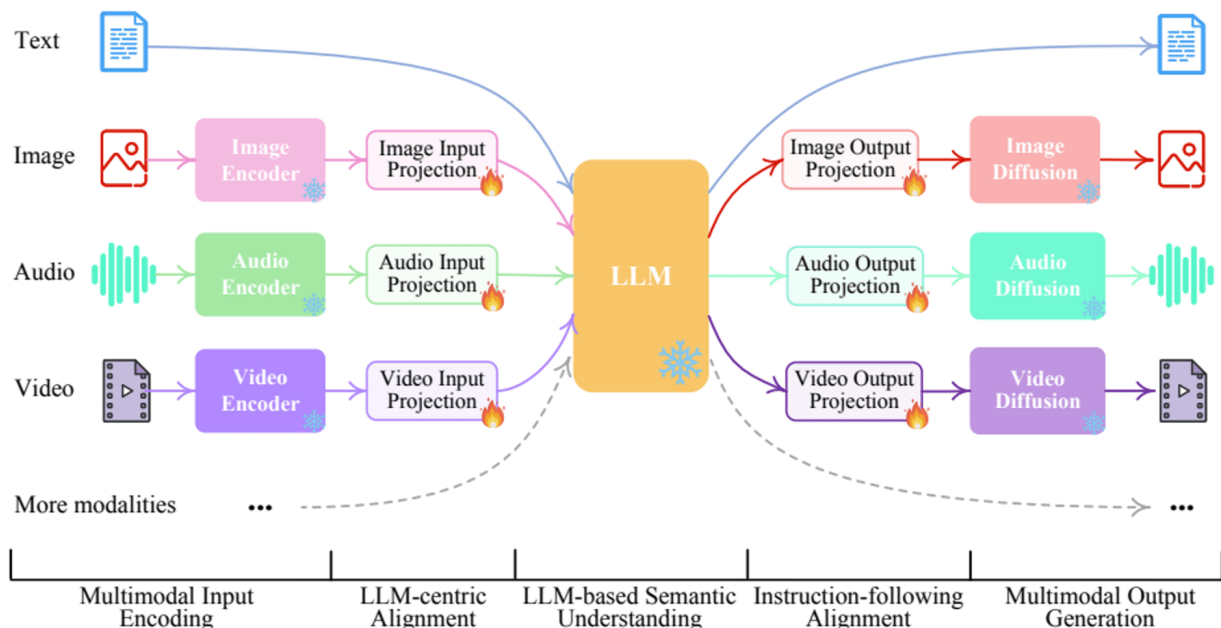 Text
Image
Image
Encoder
Image Input
Projection
Image Output
Projection
Image
Diffusion
Audio
Audio
Encoder
Audio Input
Projection
LLM
Audio Output
Projection
Audio
Diffusion
Video
Video
Encoder
Video Input
Projection
Video Output
Projection
Video
Diffusion
More modalities
...
...
Multimodal Input
Encoding
LLM-centric
Alignment
LLM-based Semantic
Understanding
Instruction-following
Alignment
Multimodal Output
Generation